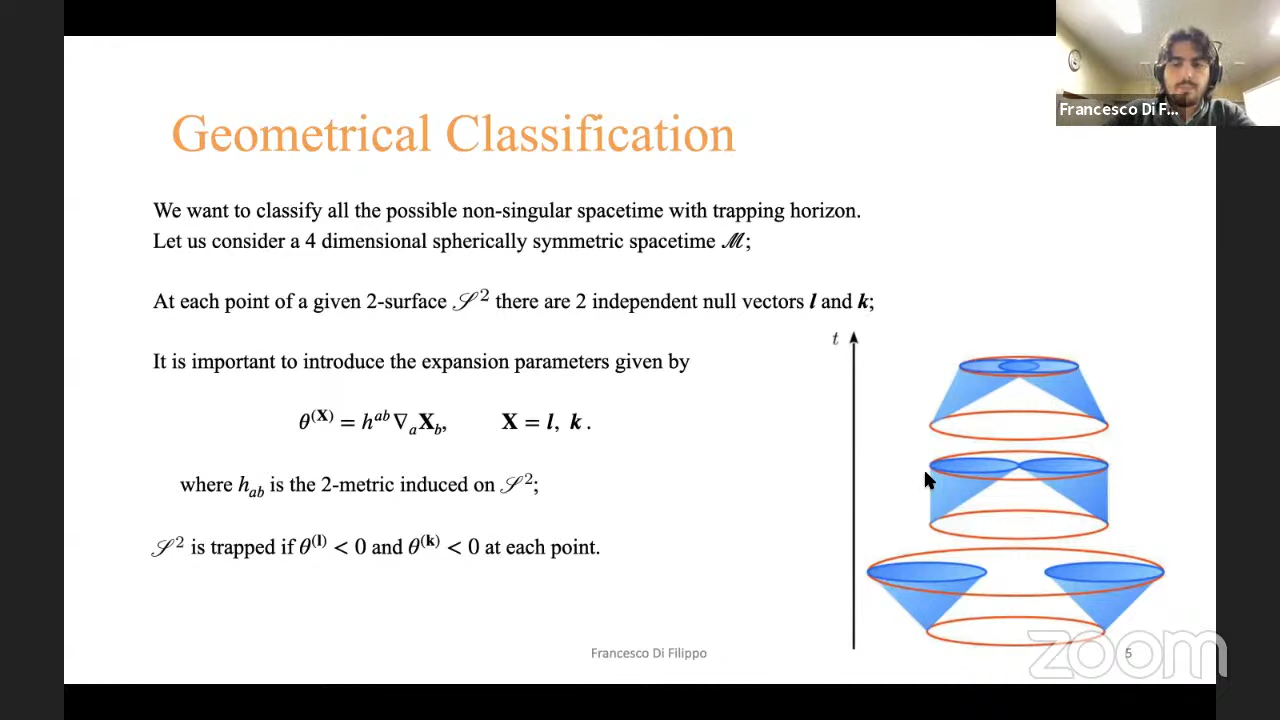 Francesco Di F...
Geometrical Classification
We want to classify all the possible non-singular spacetime with trapping horizon.
Let us consider a 4 dimensional spherically symmetric spacetime ℳ;
At each point of a given 2-surface 𝒮² there are 2 independent null vectors l and k;
It is important to introduce the expansion parameters given by
θ^(X) = h^{ab} ∇_a X_b,   X = l, k .
where h_{ab} is the 2-metric induced on 𝒮²;
𝒮² is trapped if θ^(l) < 0 and θ^(k) < 0 at each point.
t
Francesco Di Filippo
5
zoom